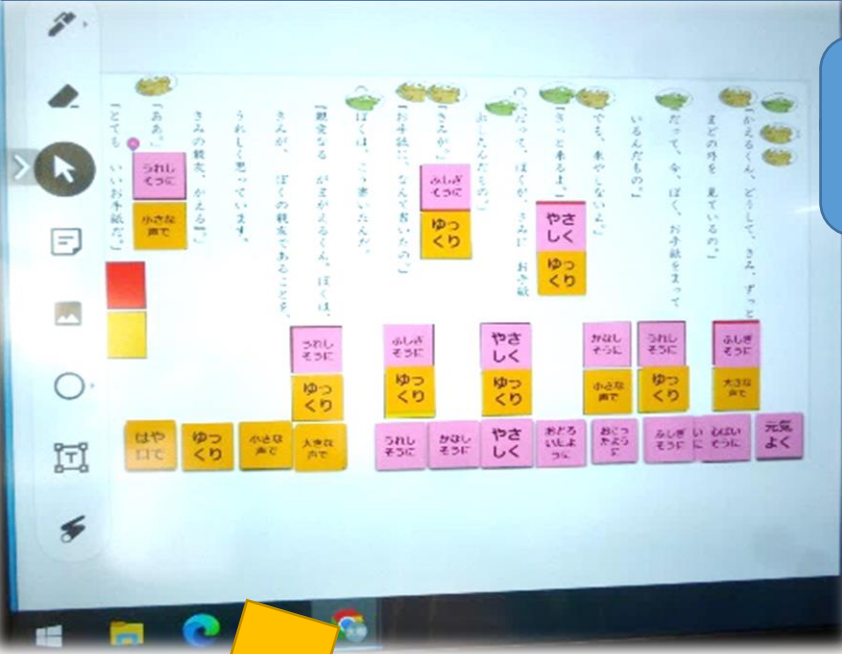 「かえるくん、どうして、きみ、ずっと
まどの外を 見ているの。」
「だって、今、ぼく、お手紙をまって
いるんだもの。」
「でも、来やしないよ。」
「きっと来るよ。」
「だって、ぼくが、きみに お手紙
出したんだもの。」
「きみが。」
「お手紙に、なんて書いたの。」
「ぼくは、こう書いたんだ。
『親愛なる がまがえるくん。ぼくは、
きみが、ぼくの親友であることを、
うれしく思っています。
きみの親友、かえる』。」
「ああ。」
「とても いいお手紙だ。」
ふしぎそうに
大きな声で
うれしそうに
ゆっくり
かなしそうに
小さな声で
やさしく
ゆっくり
やさしく
ゆっくり
ふしぎそうに
ゆっくり
ふしぎそうに
ゆっくり
うれしそうに
ゆっくり
うれしそうに
小さな声で
元気よく
心ぱいそうに
いに
ふしぎそうに
おこったように
おどろいたように
やさしく
かなしそうに
うれしそうに
大きな声で
小さな声で
ゆっくり
はや口で